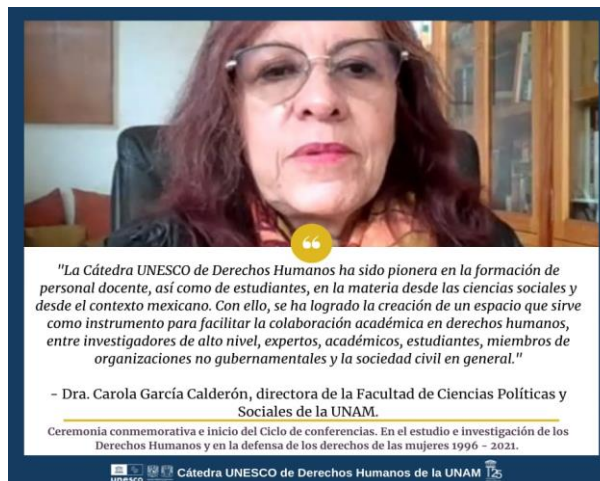 "La Cátedra UNESCO de Derechos Humanos ha sido pionera en la formación de
personal docente, así como de estudiantes, en la materia desde las ciencias sociales y
desde el contexto mexicano. Con ello, se ha logrado la creación de un espacio que sirve
como instrumento para facilitar la colaboración académica en derechos humanos,
entre investigadores de alto nivel, expertos, académicos, estudiantes, miembros de
organizaciones no gubernamentales y la sociedad civil en general."
– Dra. Carola García Calderón, directora de la Facultad de Ciencias Políticas y
Sociales de la UNAM.
Ceremonia conmemorativa e inicio del Ciclo de conferencias. En el estudio e investigación de los
Derechos Humanos y en la defensa de los derechos de las mujeres 1996 - 2021.
unesco Cátedra UNESCO de Derechos Humanos de la UNAM 25